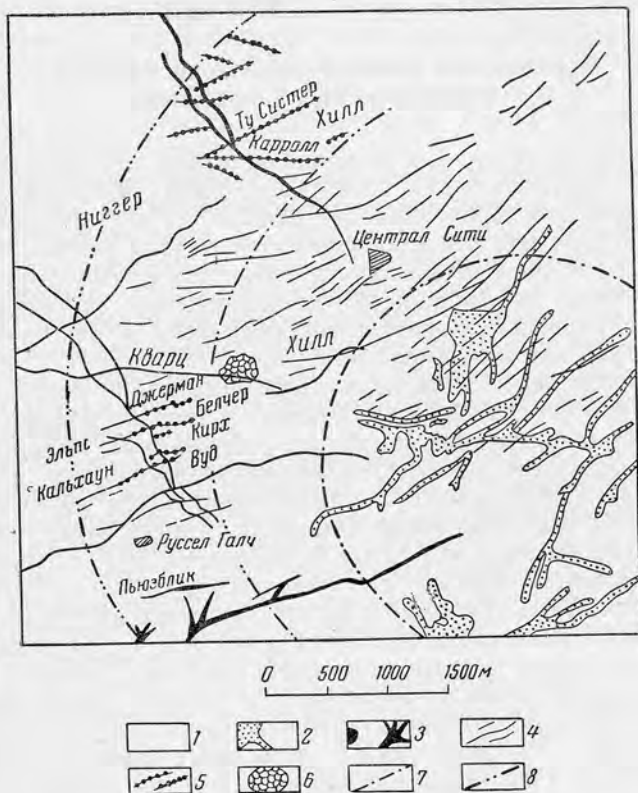 Ту Систер
Хилл
Карролл
Ниггер
Централ Сити
Кварц
Хилл
Джерман
Белчер
Кирх
Эльпс
Вуд
Кальхаун
Руссел Галч
Пьюэблик
0 500 1000 1500м
1 2 3 4
5 6 7 8